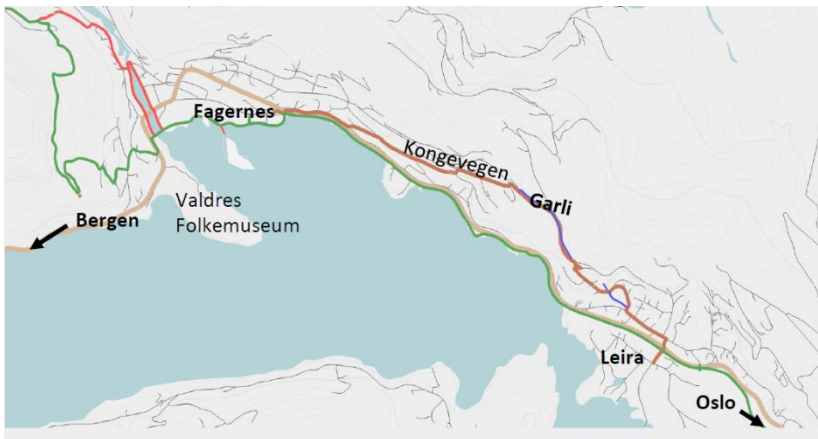 Fagernes
Kongevegen
Garli
Valdres
Folkemuseum
Bergen
Leira
Oslo